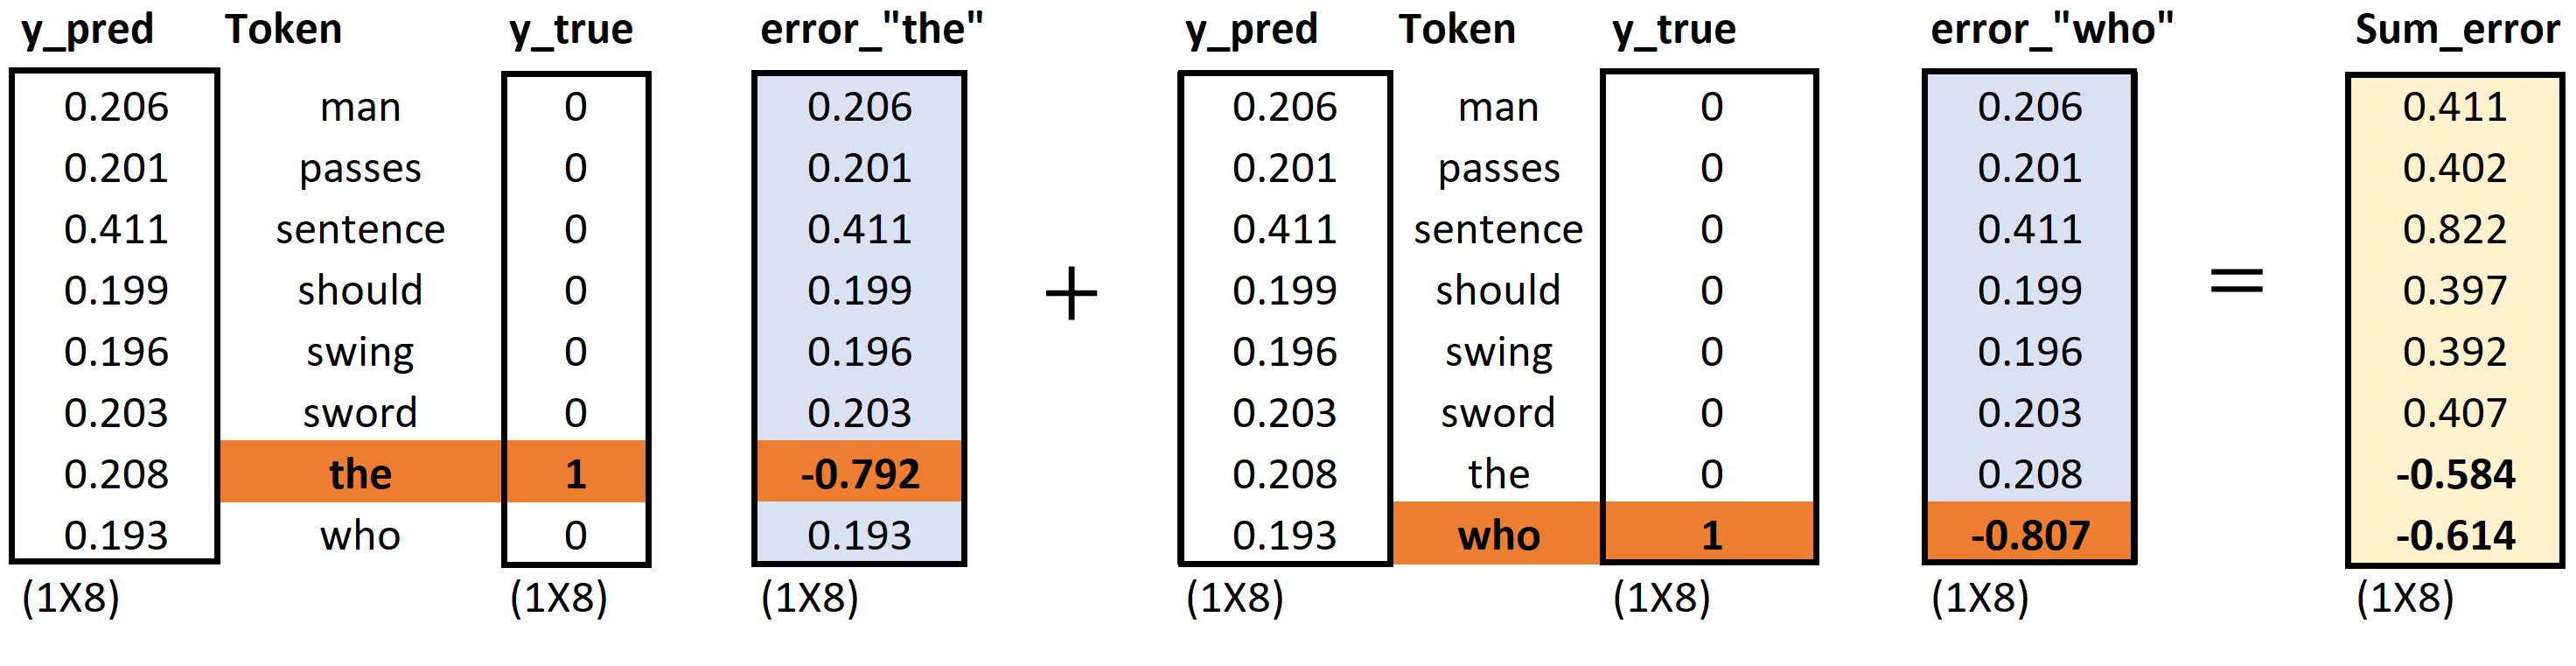 y_pred Token y_true error_"the" y_pred Token y_true error_"who" Sum_error
0.206 man 0 0.206 0.206 man 0 0.206 0.411
0.201 passes 0 0.201 0.201 passes 0 0.201 0.402
0.411 sentence 0 0.411 0.411 sentence 0 0.411 0.822
0.199 should 0 0.199 + 0.199 should 0 0.199 = 0.397
0.196 swing 0 0.196 0.196 swing 0 0.196 0.392
0.203 sword 0 0.203 0.203 sword 0 0.203 0.407
0.208 the 1 -0.792 0.208 the 0 0.208 -0.584
0.193 who 0 0.193 0.193 who 1 -0.807 -0.614
(1X8) (1X8) (1X8) (1X8) (1X8) (1X8) (1X8)